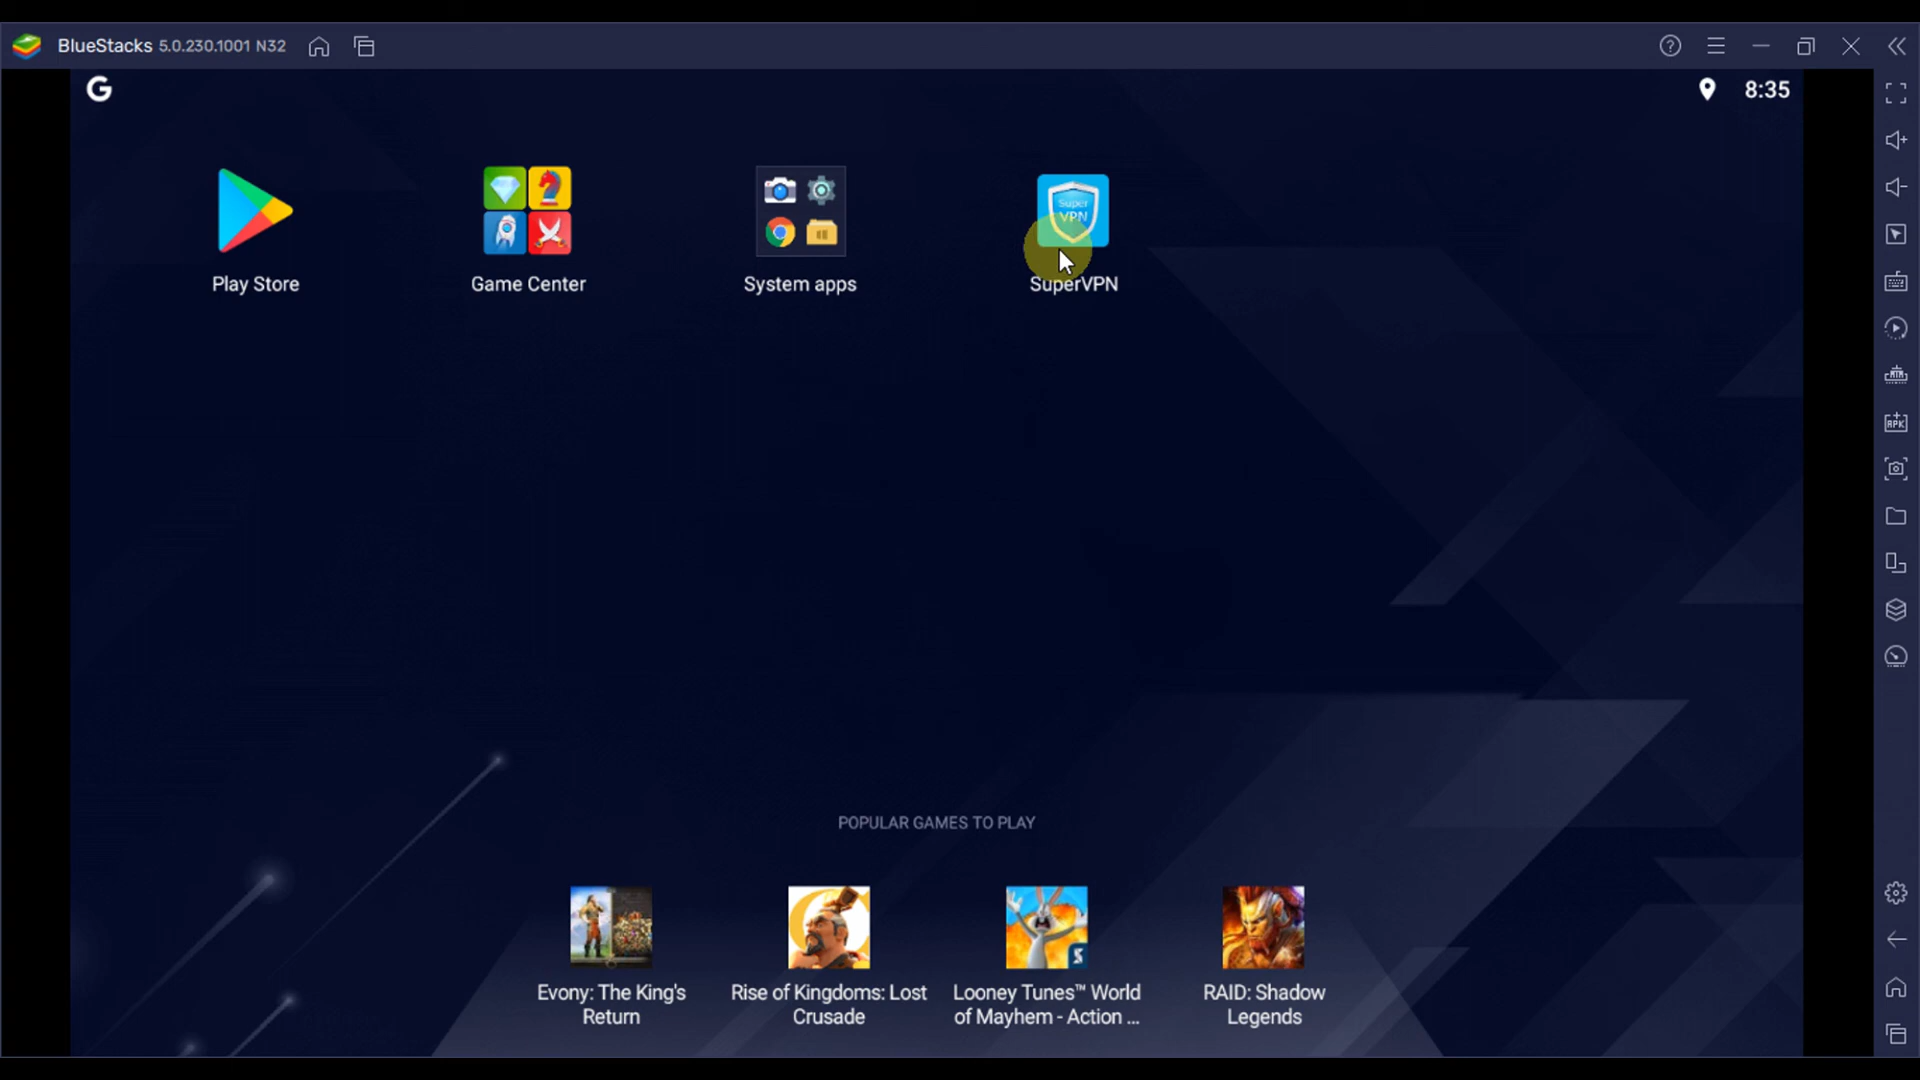 BlueStacks 5.0.230.1001 N32
8:35
Super
VPN
Play Store
Game Center
System apps
SuperVPN
APK
POPULAR GAMES TO PLAY
Evony: The King's
Return
Rise of Kingdoms: Lost
Crusade
Looney Tunes™ World
of Mayhem - Action ...
RAID: Shadow
Legends